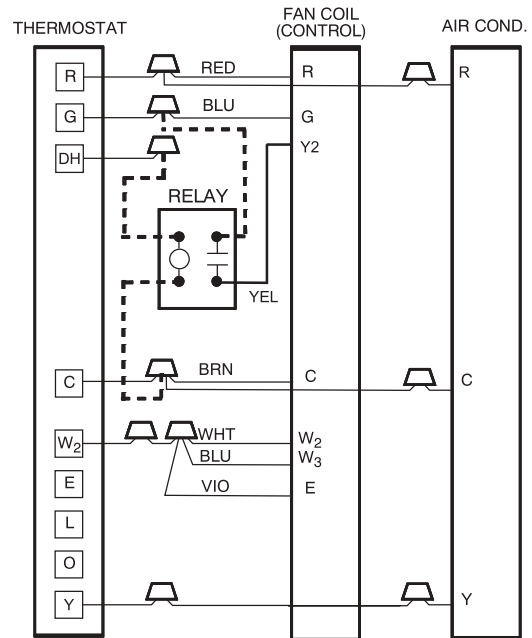 THERMOSTAT
FAN COIL
(CONTROL)
AIR COND.
R
RED
R
R
G
BLU
G
DH
Y2
RELAY
YEL
C
BRN
C
C
W2
WHT
W2
BLU
W3
E
VIO
E
L
O
Y
Y